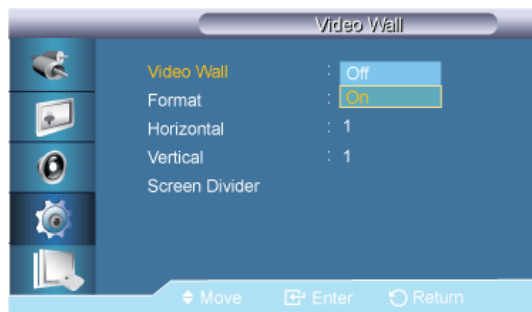 Video Wall
Video Wall : Off
Format : On
Horizontal : 1
Vertical : 1
Screen Divider
Move Enter Return